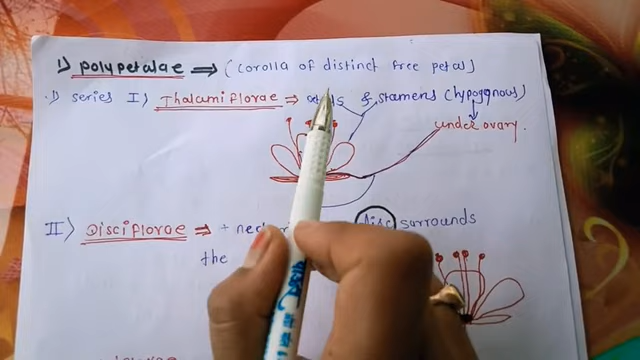 1) polypetalae ⇒ (corolla of distinct free petal)
1) series I) Thalamiflorae ⇒ & stamens (hypogynous)
under ovary.
II) Disciflorae ⇒ + disc surrounds
the